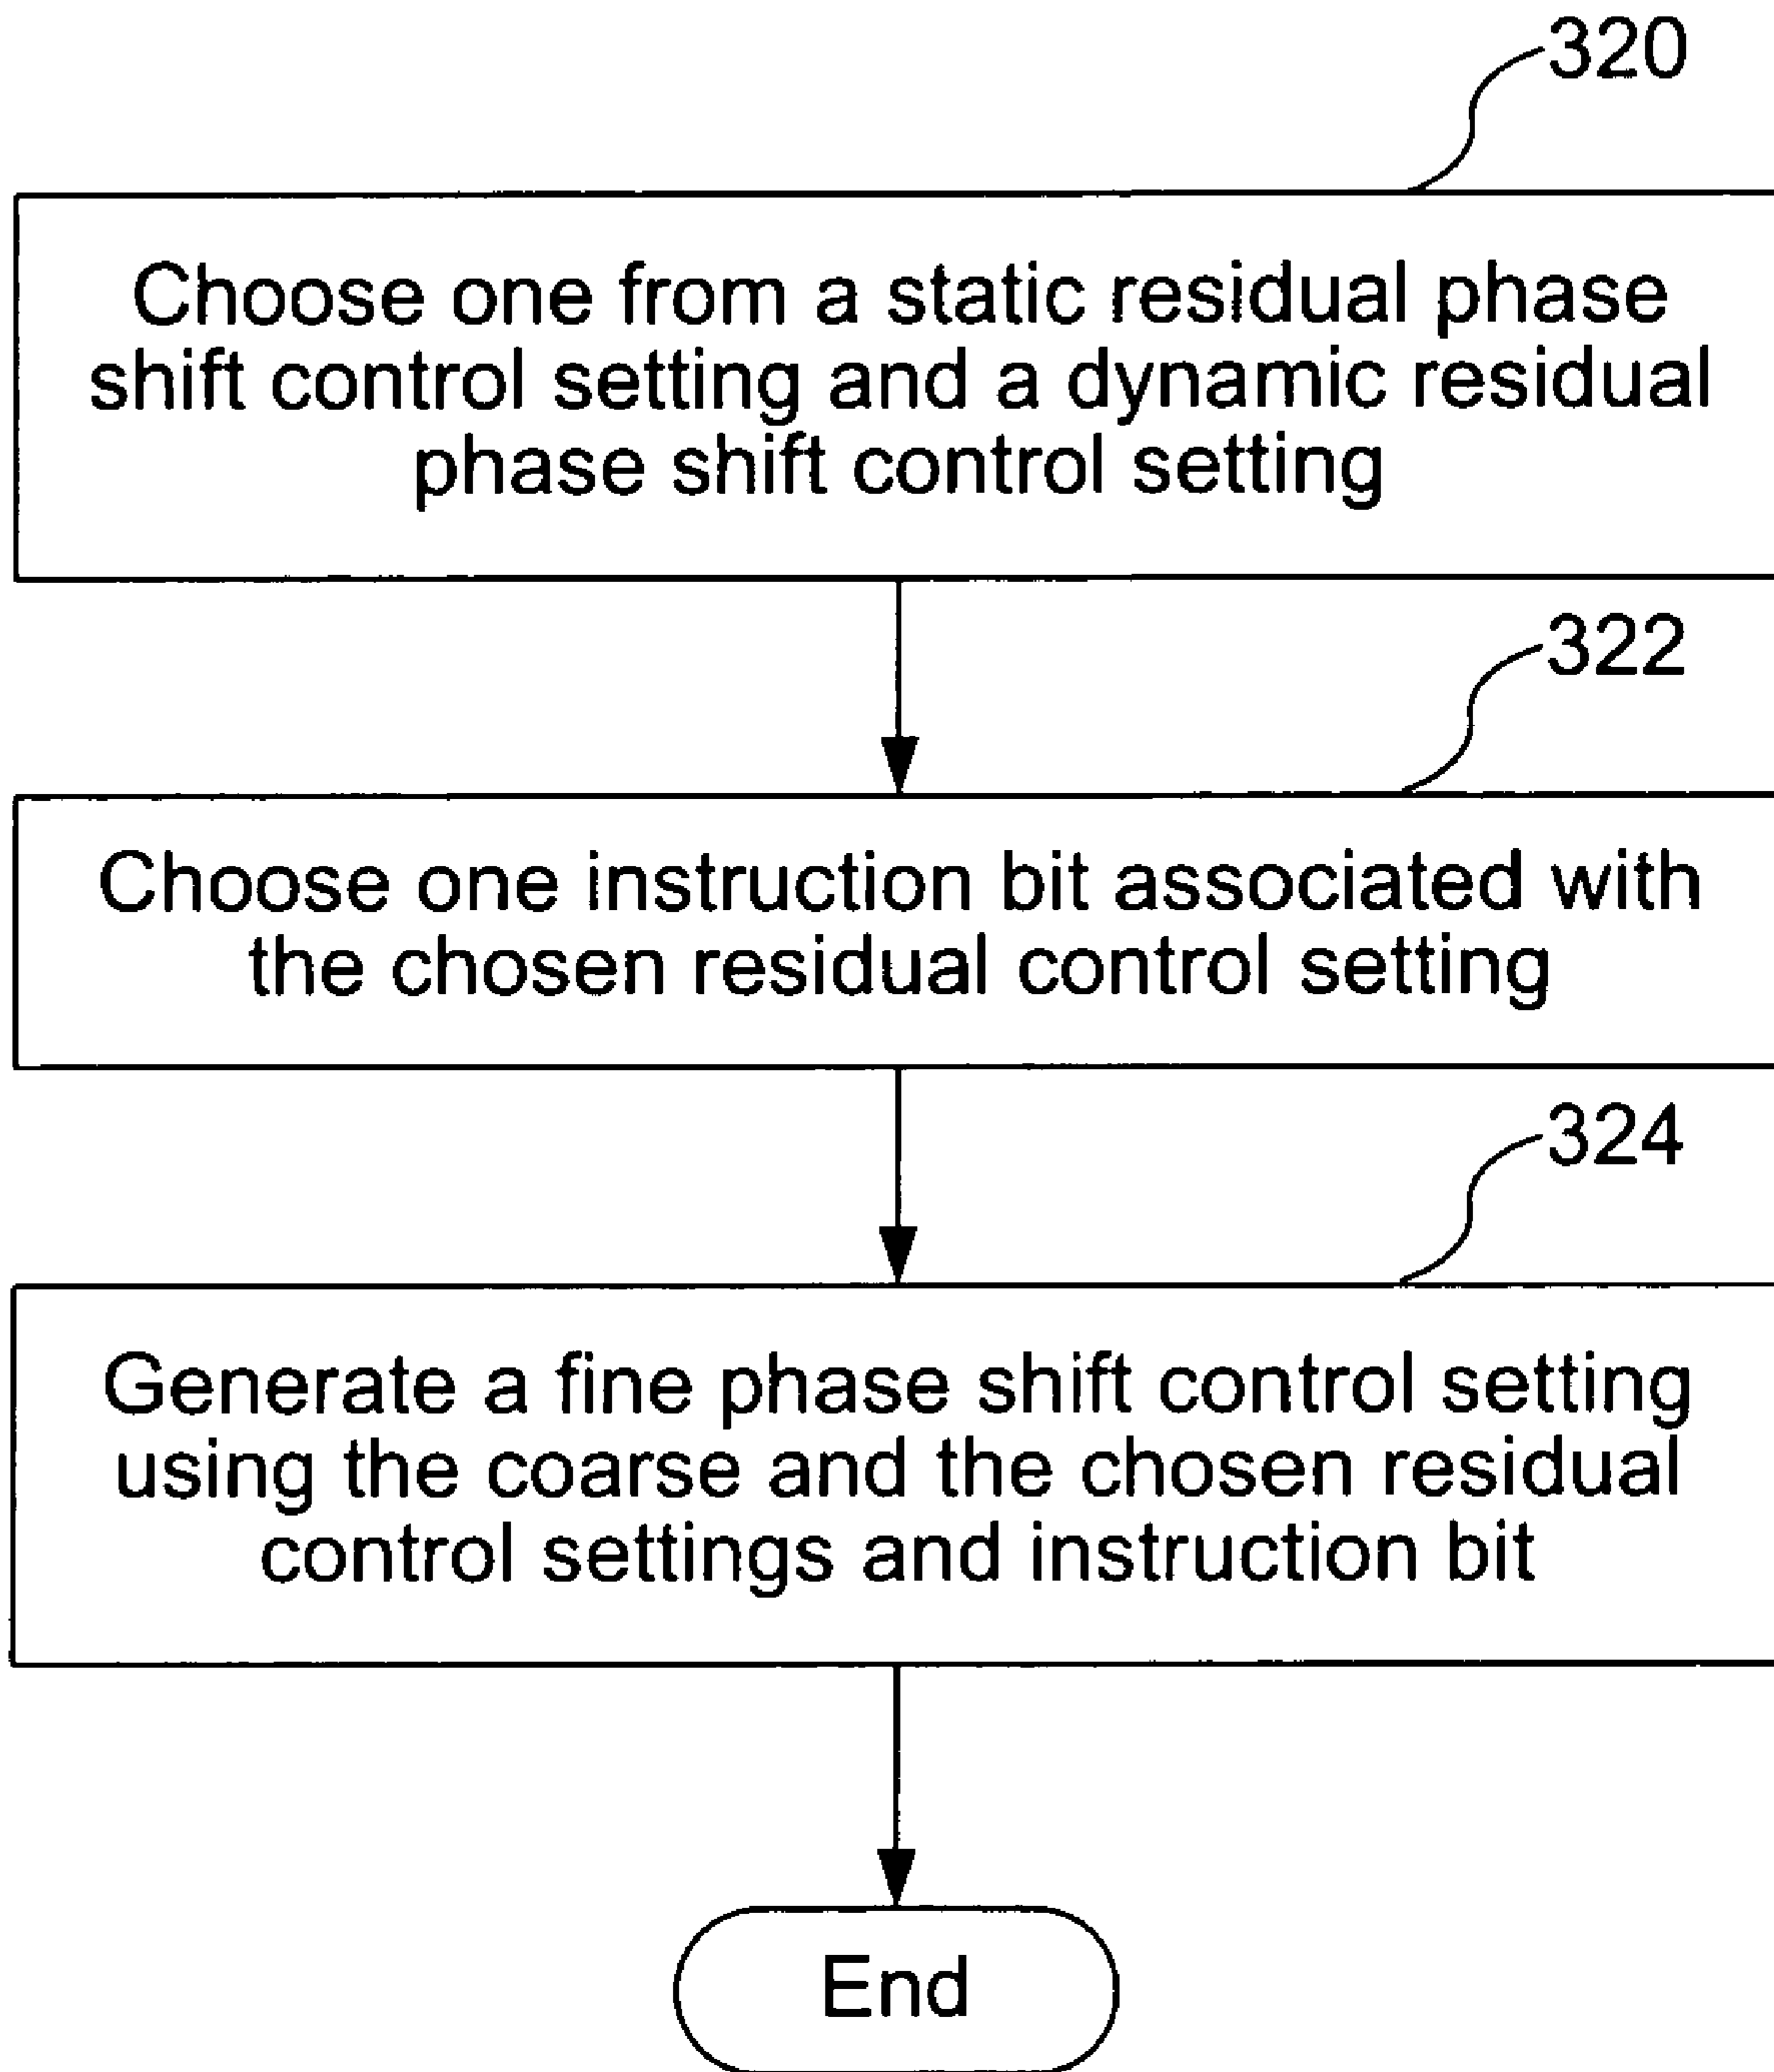 320
Choose one from a static residual phase
shift control setting and a dynamic residual
phase shift control setting
322
Choose one instruction bit associated with
the chosen residual control setting
324
Generate a fine phase shift control setting
using the coarse and the chosen residual
control settings and instruction bit
End